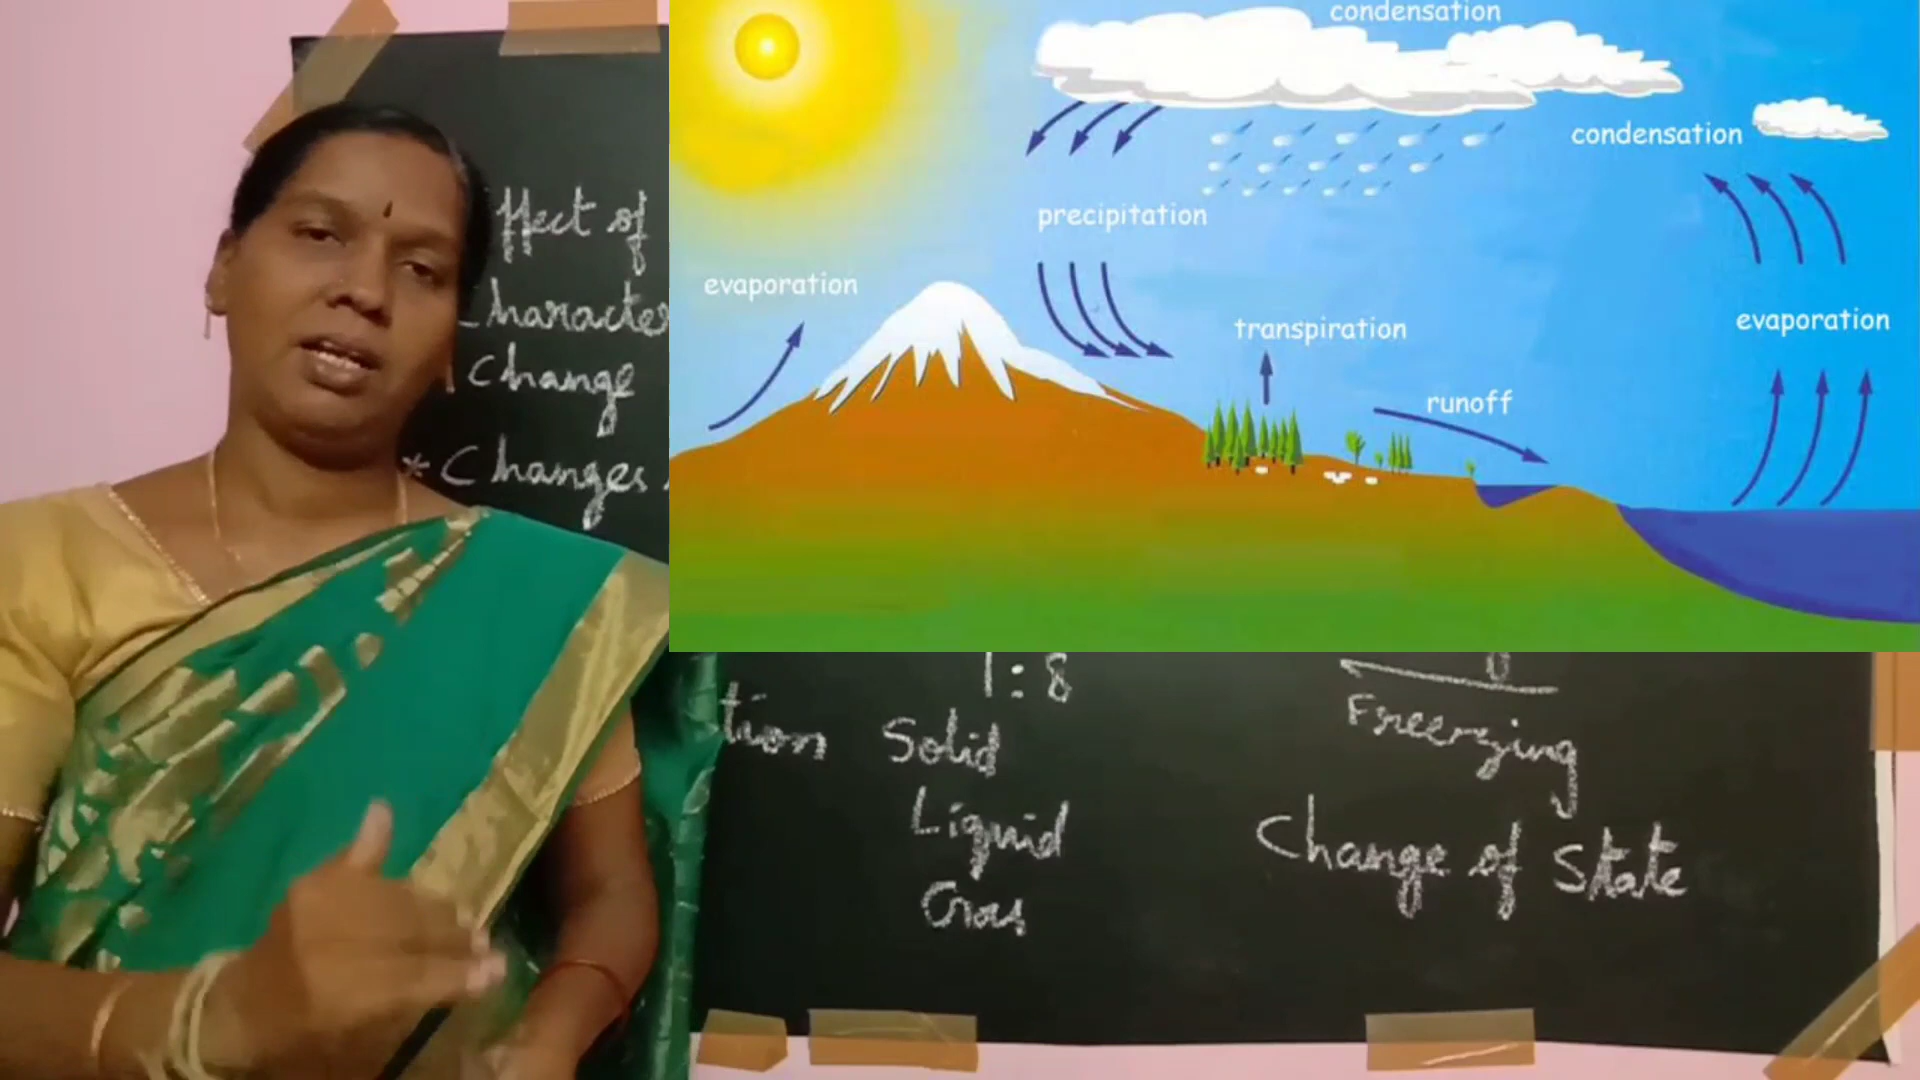 condensation
condensation
precipitation
evaporation
transpiration
evaporation
runoff
ffect of
Character
Change
* Changes
1:8
tion Solid
Liquid
Gas
Freezing
Change of State